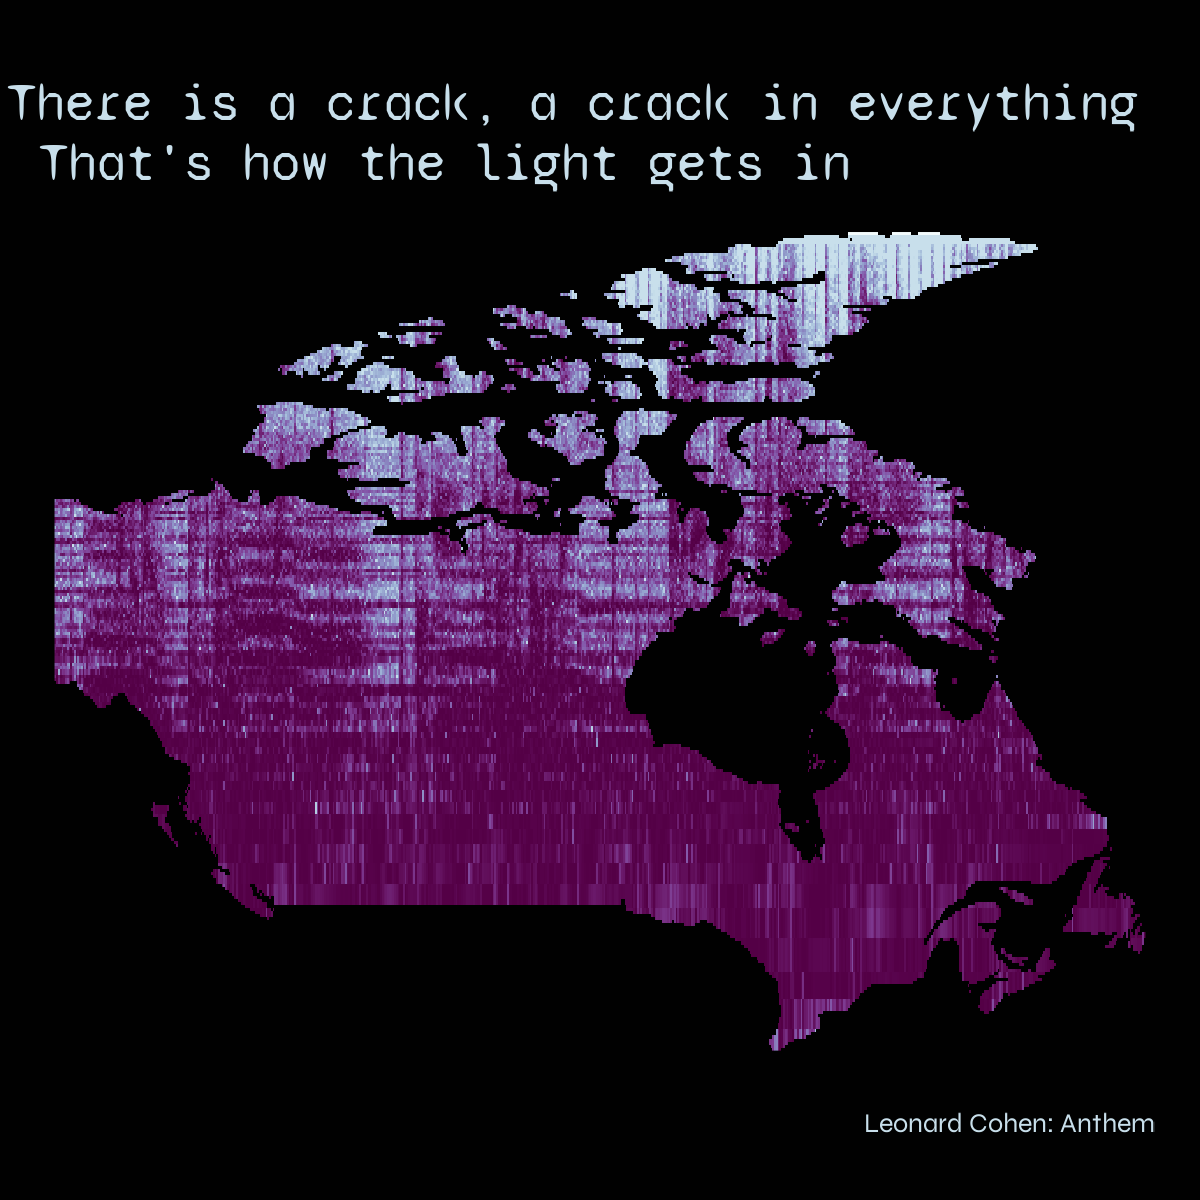 There is a crack, a crack in everything
That's how the light gets in
Leonard Cohen: Anthem